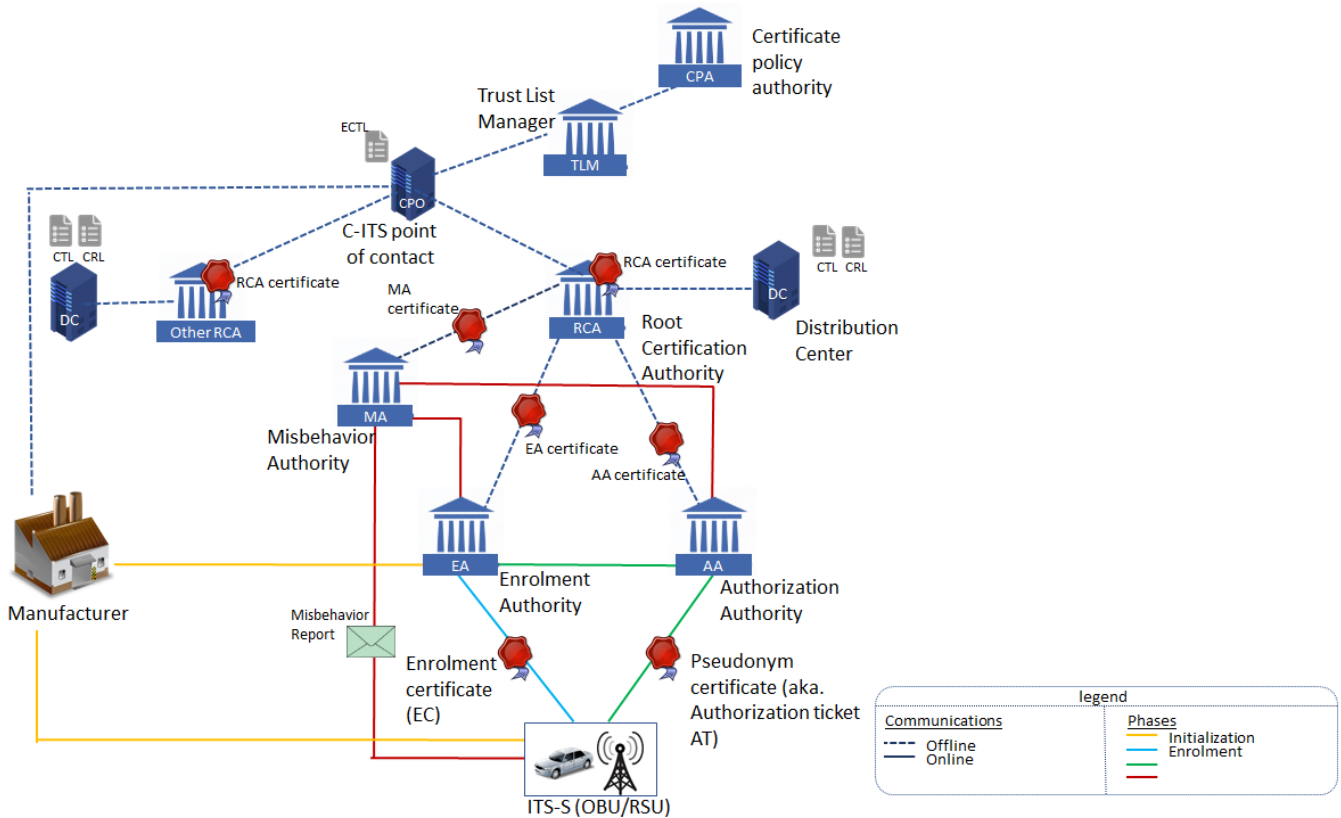 CPA
Certificate
policy
authority
Trust List
Manager
TLM
ECTL
CPO
C-ITS point
of contact
CTL CRL
DC
RCA certificate
Other RCA
MA
certificate
RCA certificate
RCA
Root
Certification
Authority
CTL CRL
DC
Distribution
Center
MA
Misbehavior
Authority
EA certificate
AA certificate
Manufacturer
EA
Enrolment
Authority
AA
Authorization
Authority
Misbehavior
Report
Enrolment
certificate
(EC)
Pseudonym
certificate (aka.
Authorization ticket
AT)
ITS-S (OBU/RSU)
legend
Communications
Offline
Online
Phases
Initialization
Enrolment